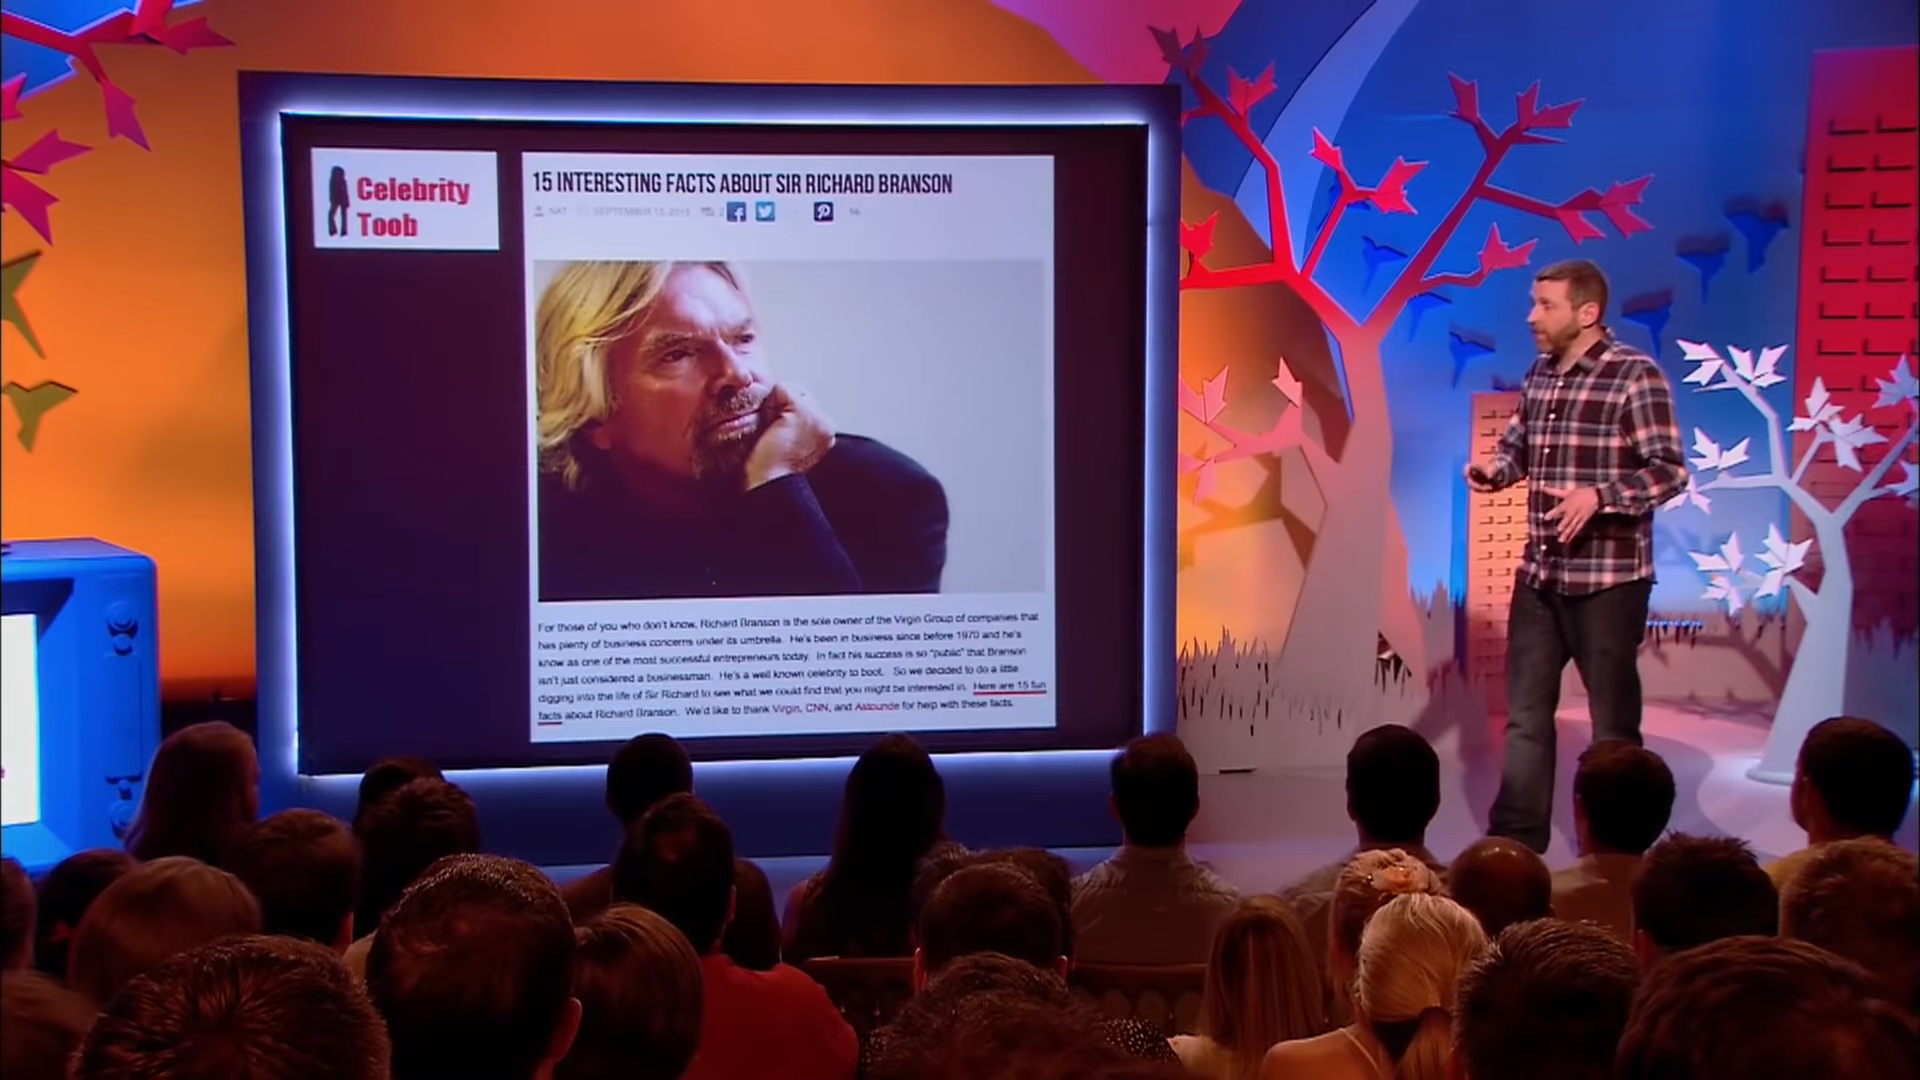 Celebrity
Toob
15 INTERESTING FACTS ABOUT SIR RICHARD BRANSON
NAT SEPTEMBER 13, 2013 2
For those of you who don't know, Richard Branson is the sole owner of the Virgin Group of companies that
has plenty of business concerns under its umbrella. He's been in business since before 1970 and he's
know as one of the most successful entrepreneurs today. In fact his success is so "public" that Branson
isn't just considered a businessman. He's a well known celebrity to boot. So we decided to do a little
digging into the life of Sir Richard to see what we could find that you might be interested in. Here are 15 fun
facts about Richard Branson. We'd like to thank Virgin, CNN, and Astounde for help with these facts.